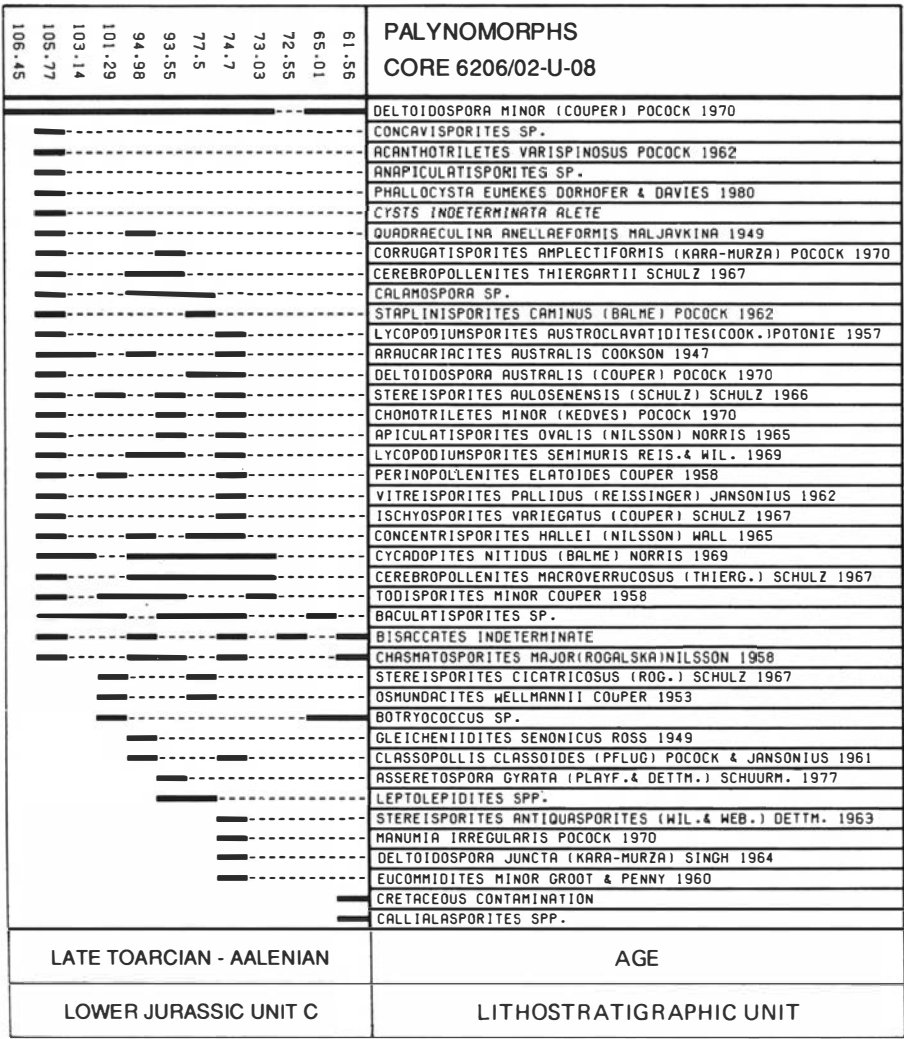 106.45
105.77
103.14
101.29
94.98
93.55
77.5
74.7
73.03
72.55
65.01
61.56
PALYNOMORPHS
CORE 6206/02-U-08
DELTOIDOSPORA MINOR (COUPER) POCOCK 1970
CONCAVISPORITES SP.
ACANTHOTRILETES VARISPINOSUS POCOCK 1962
ANAPICULATISPORITES SP.
PHALLOCYSTA EUMEKES DORHOFER & DAVIES 1980
CYSTS INDETERMINATA ALETE
QUADRAECULINA ANELLAEFORMIS MALJAVKINA 1949
CORRUGATISPORITES AMPLECTIFORMIS (KARA-MURZA) POCOCK 1970
CEREBROPOLLENITES THIERGARTII SCHULZ 1967
CALAMOSPORA SP.
STAPLINISPORITES CAMINUS (BALME) POCOCK 1962
LYCOPODIUMSPORITES AUSTROCLAVATIDITES(COOK.)POTONIE 1957
ARAUCARIACITES AUSTRALIS COOKSON 1947
DELTOIDOSPORA AUSTRALIS (COUPER) POCOCK 1970
STEREISPORITES AULOSENENSIS (SCHULZ) SCHULZ 1966
CHOMOTRILETES MINOR (KEDVES) POCOCK 1970
APICULATISPORITES OVALIS (NILSSON) NORRIS 1965
LYCOPODIUMSPORITES SEMIMURIS REIS.& WIL. 1969
PERINOPOLLENITES ELATOIDES COUPER 1958
VITREISPORITES PALLIDUS (REISSINGER) JANSONIUS 1962
ISCHYOSPORITES VARIEGATUS (COUPER) SCHULZ 1967
CONCENTRISPORITES HALLEI (NILSSON) WALL 1965
CYCADOPITES NITIDUS (BALME) NORRIS 1969
CEREBROPOLLENITES MACROVERRUCOSUS (THIERG.) SCHULZ 1967
TODISPORITES MINOR COUPER 1958
BACULATISPORITES SP.
BISACCATES INDETERMINATE
CHASMATOSPORITES MAJOR(ROGALSKA)NILSSON 1958
STEREISPORITES CICATRICOSUS (ROG.) SCHULZ 1967
OSMUNDACITES WELLMANNII COUPER 1953
BOTRYOCOCCUS SP.
GLEICHENIIDITES SENONICUS ROSS 1949
CLASSOPOLLIS CLASSOIDES (PFLUG) POCOCK & JANSONIUS 1961
ASSERETOSPORA GYRATA (PLAYF.& DETTM.) SCHUURM. 1977
LEPTOLEPIDITES SPP.
STEREISPORITES ANTIQUASPORITES (WIL.& WEB.) DETTM. 1963
MANUMIA IRREGULARIS POCOCK 1970
DELTOIDOSPORA JUNCTA (KARA-MURZA) SINGH 1964
EUCOMMIDITES MINOR GROOT & PENNY 1960
CRETACEOUS CONTAMINATION
CALLIALASPORITES SPP.
LATE TOARCIAN - AALENIAN
AGE
LOWER JURASSIC UNIT C
LITHOSTRATIGRAPHIC UNIT